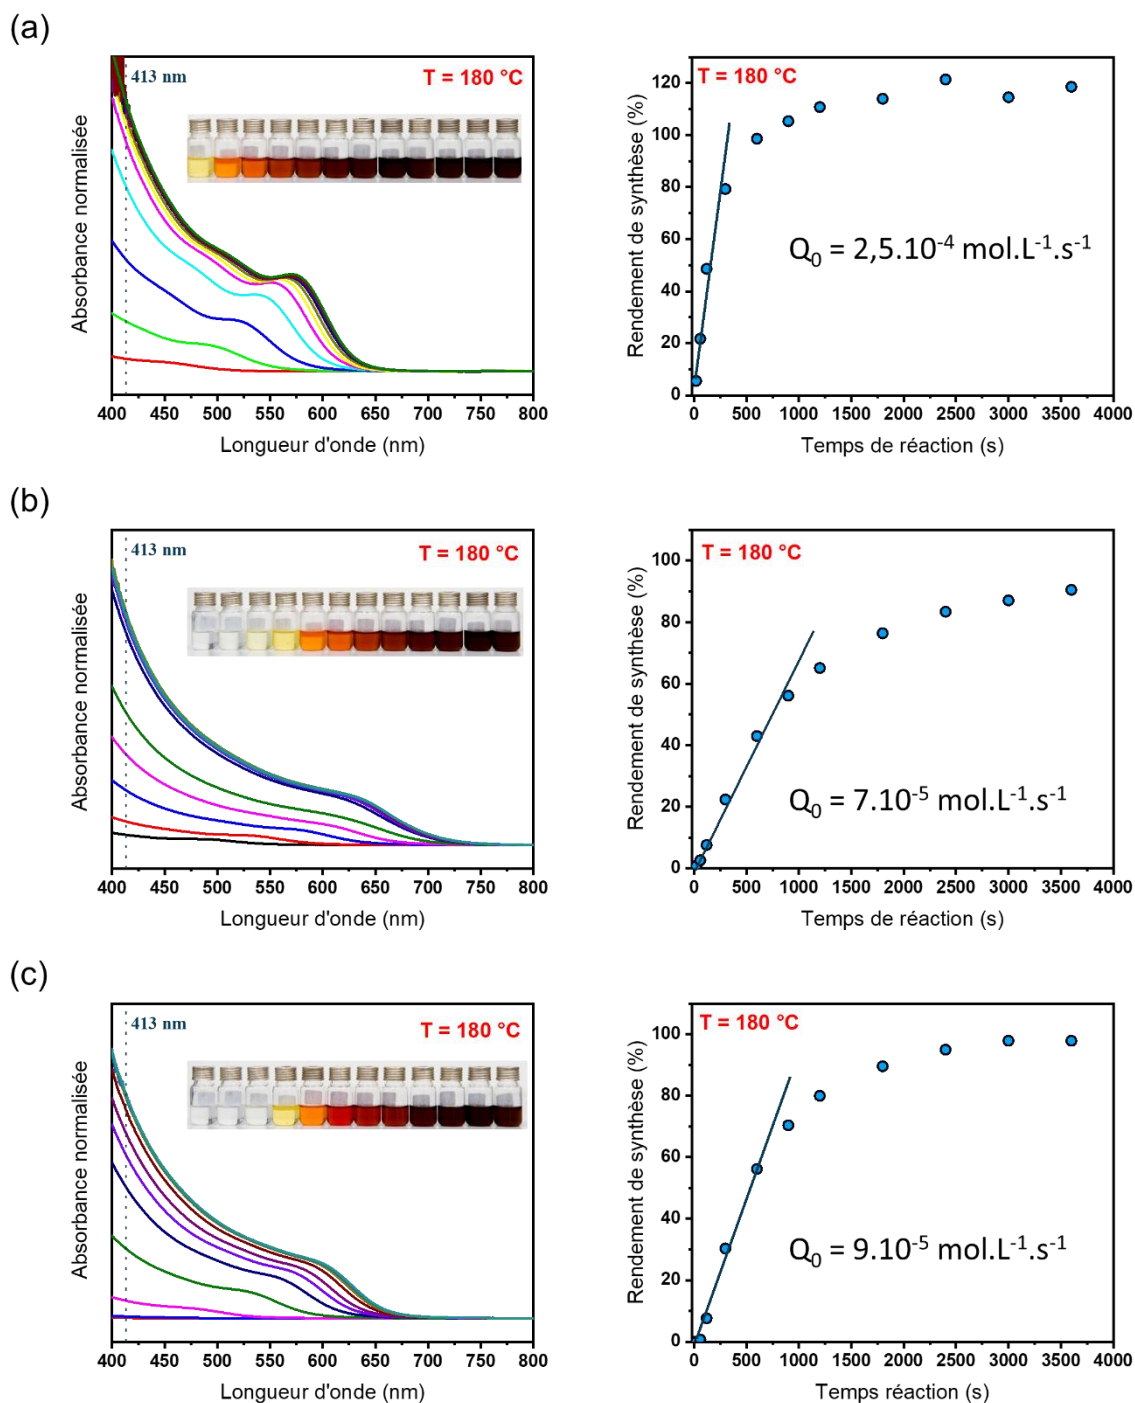 (a)
413 nm
T = 180 °C
Absorbance normalisée
400 450 500 550 600 650 700 750 800
Longueur d'onde (nm)
T = 180 °C
Rendement de synthèse (%)
120
100
80
60
40
20
0
Q0 = 2,5.10-4 mol.L-1.s-1
0 500 1000 1500 2000 2500 3000 3500 4000
Temps de réaction (s)
(b)
413 nm
T = 180 °C
Absorbance normalisée
400 450 500 550 600 650 700 750 800
Longueur d'onde (nm)
T = 180 °C
Rendement de synthèse (%)
100
80
60
40
20
0
Q0 = 7.10-5 mol.L-1.s-1
0 500 1000 1500 2000 2500 3000 3500 4000
Temps de réaction (s)
(c)
413 nm
T = 180 °C
Absorbance normalisée
400 450 500 550 600 650 700 750 800
Longueur d'onde (nm)
T = 180 °C
Rendement de synthèse (%)
100
80
60
40
20
0
Q0 = 9.10-5 mol.L-1.s-1
0 500 1000 1500 2000 2500 3000 3500 4000
Temps réaction (s)